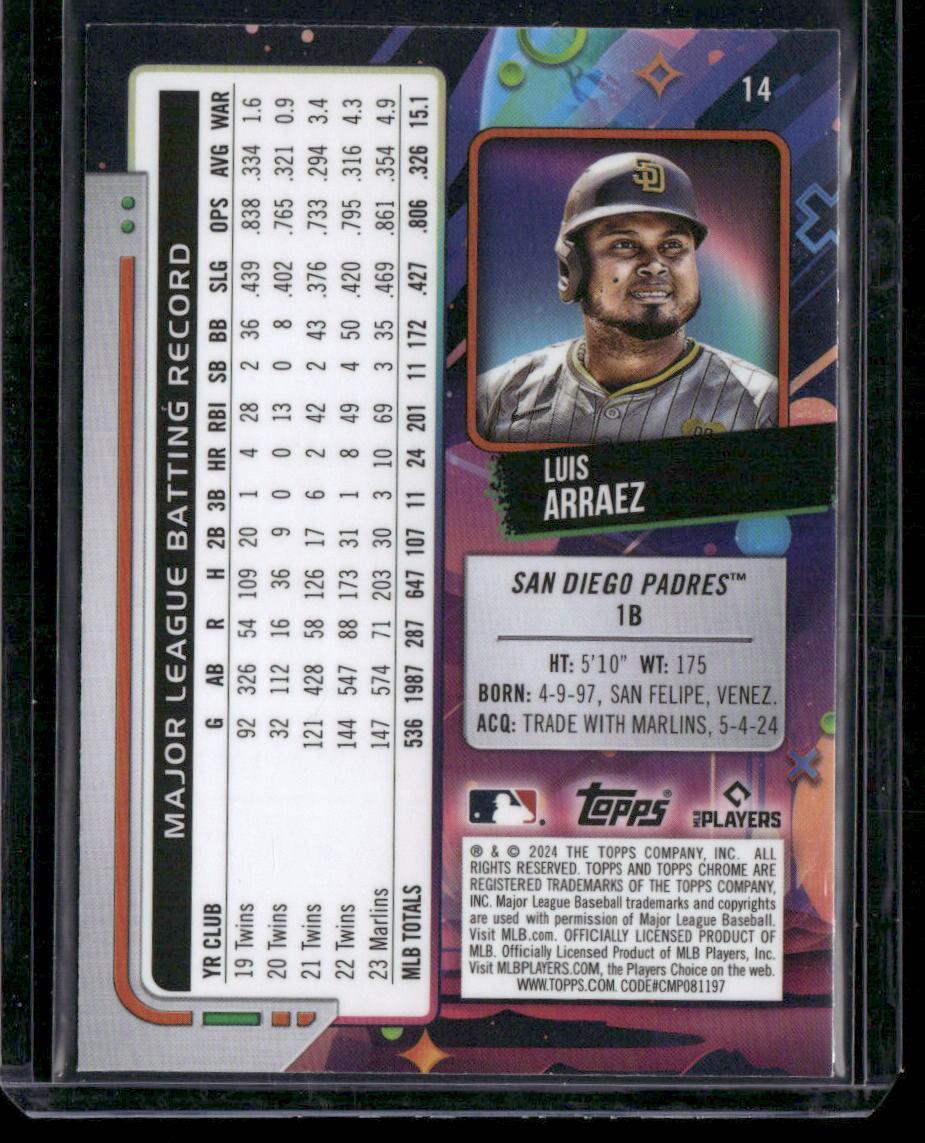 14
MAJOR LEAGUE BATTING RECORD
YR CLUB G AB R H 2B 3B HR RBI SB BB SLG OPS AVG WAR
19 Twins 92 326 54 109 20 1 4 28 2 36 .439 .838 .334 1.6
20 Twins 32 112 16 36 9 0 0 13 0 8 .402 .765 .321 0.9
21 Twins 121 428 58 126 17 6 2 42 2 43 .376 .733 .294 3.4
22 Twins 144 547 88 173 31 1 8 49 4 50 .420 .795 .316 4.3
23 Marlins 147 574 71 203 30 3 10 69 3 35 .469 .861 .354 4.9
MLB TOTALS 536 1987 287 647 107 11 24 201 11 172 .427 .806 .326 15.1
SD
LUIS
ARRAEZ
SAN DIEGO PADRES™
1B
HT: 5'10" WT: 175
BORN: 4-9-97, SAN FELIPE, VENEZ.
ACQ: TRADE WITH MARLINS, 5-4-24
topps®
MLB PLAYERS
® & © 2024 THE TOPPS COMPANY, INC. ALL
RIGHTS RESERVED. TOPPS AND TOPPS CHROME ARE
REGISTERED TRADEMARKS OF THE TOPPS COMPANY,
INC. Major League Baseball trademarks and copyrights
are used with permission of Major League Baseball.
Visit MLB.com. OFFICIALLY LICENSED PRODUCT OF
MLB. Officially Licensed Product of MLB Players, Inc.
Visit MLBPLAYERS.COM, the Players Choice on the web.
WWW.TOPPS.COM. CODE#CMP081197